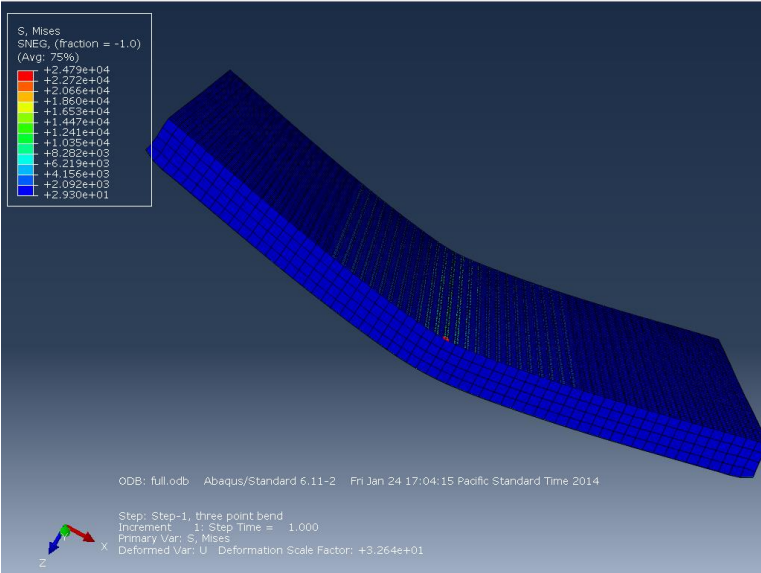 S, Mises
SNEG, (fraction = -1.0)
(Avg: 75%)
+2.479e+04
+2.272e+04
+2.066e+04
+1.860e+04
+1.653e+04
+1.447e+04
+1.241e+04
+1.035e+04
+8.282e+03
+6.219e+03
+4.156e+03
+2.092e+03
+2.930e+01
ODB: full.odb Abaqus/Standard 6.11-2 Fri Jan 24 17:04:15 Pacific Standard Time 2014
Step: Step-1, three point bend
Increment 1: Step Time = 1.000
Primary Var: S, Mises
Deformed Var: U Deformation Scale Factor: +3.264e+01
Y
X
Z